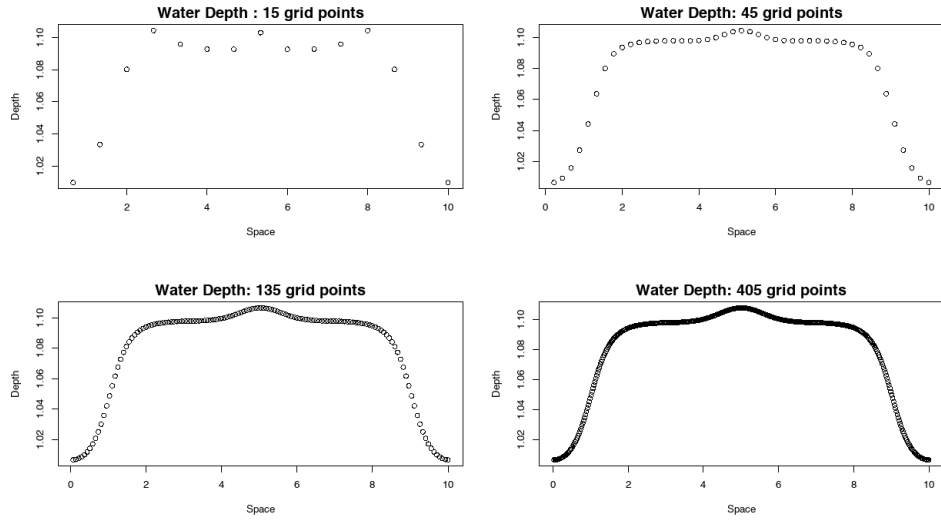 Water Depth : 15 grid points
Depth
1.02 1.04 1.06 1.08 1.10
2 4 6 8 10
Space
Water Depth: 45 grid points
Depth
1.02 1.04 1.06 1.08 1.10
0 2 4 6 8 10
Space
Water Depth: 135 grid points
Depth
1.02 1.04 1.06 1.08 1.10
0 2 4 6 8 10
Space
Water Depth: 405 grid points
Depth
1.02 1.04 1.06 1.08 1.10
0 2 4 6 8 10
Space